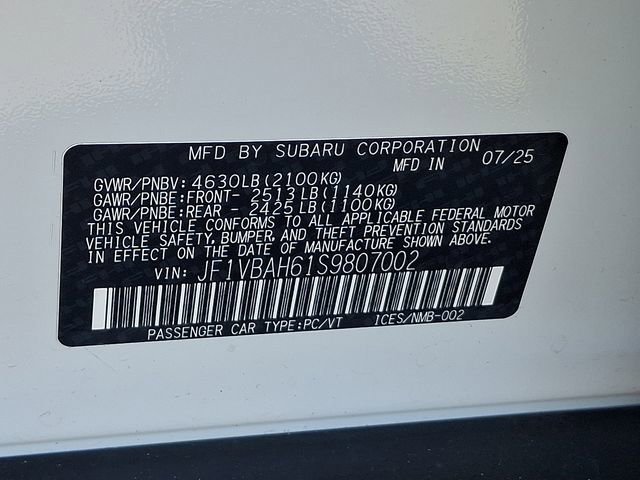 MFD BY SUBARU CORPORATION
MFD IN 07/25
GVWR/PNBV: 4630LB(2100KG)
GAWR/PNBE:FRONT- 2513LB(1140KG)
GAWR/PNBE:REAR - 2425LB(1100KG)
THIS VEHICLE CONFORMS TO ALL APPLICABLE FEDERAL MOTOR
VEHICLE SAFETY, BUMPER, AND THEFT PREVENTION STANDARDS
IN EFFECT ON THE DATE OF MANUFACTURE SHOWN ABOVE.
VIN: JF1VBAH61S9807002
PASSENGER CAR TYPE:PC/VT ICES/NMB-002